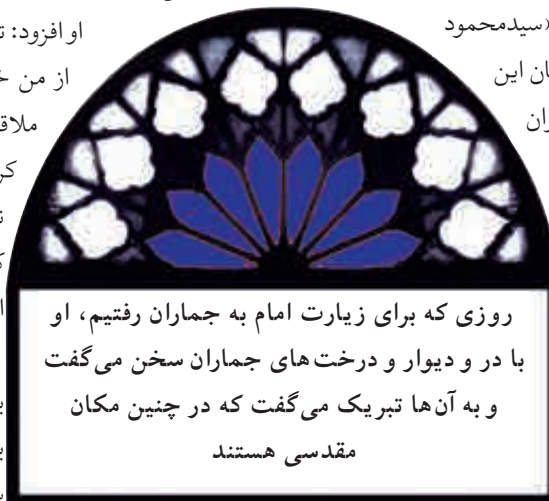 «سیدمحمود
او افزود:
این
از من
روزی که برای زیارت امام به جماران رفتیم، او
با در و دیوار و درخت‌های جماران سخن می‌گفت
و به آن‌ها تبریک می‌گفت که در چنین مکان
مقدسی هستند